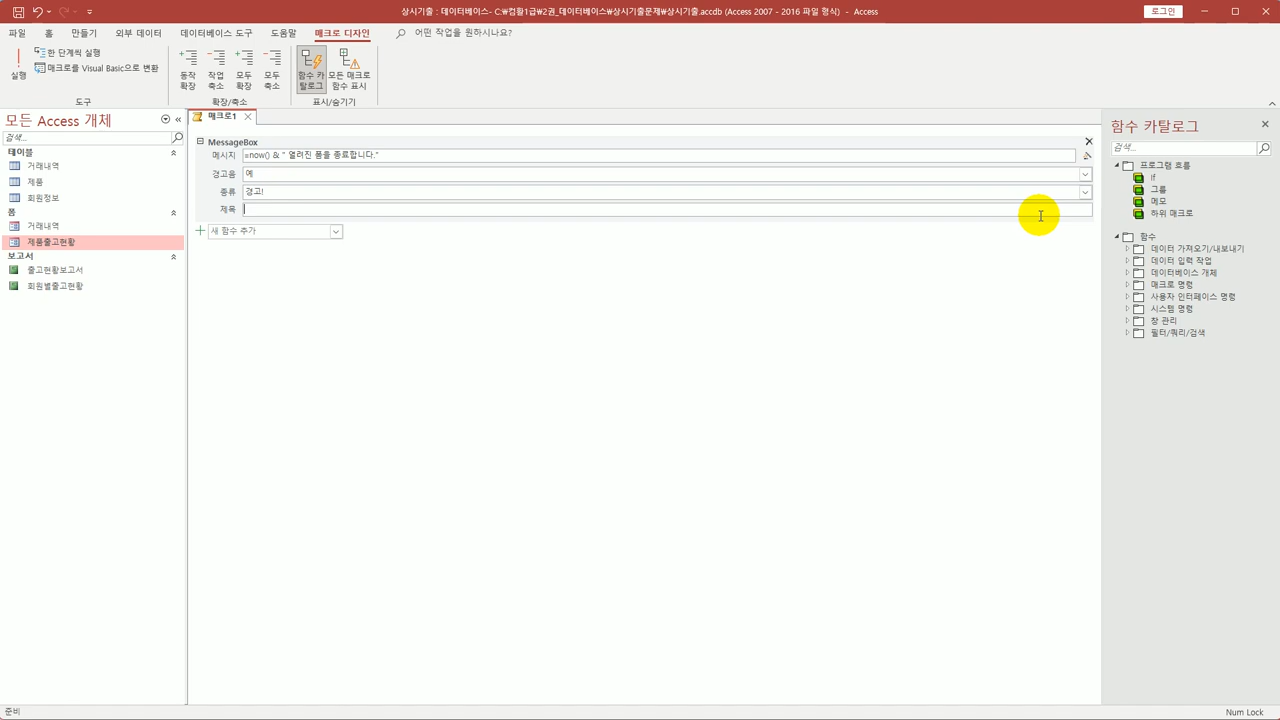 상시기출 : 데이터베이스- C:₩컴활1급₩2권_데이터베이스₩상시기출문제₩상시기출.accdb (Access 2007 - 2016 파일 형식) - Access
로그인
파일 홈 만들기 외부 데이터 데이터베이스 도구 도움말 매크로 디자인 어떤 작업을 원하시나요?
실행
한 단계씩 실행
매크로를 Visual Basic으로 변환
도구
동작 확장
작업 축소
모두 확장
모두 축소
확장/축소
함수 카탈로그
모든 매크로 함수 표시
표시/숨기기
모든 Access 개체
검색...
테이블
거래내역
제품
회원정보
폼
거래내역
제품출고현황
보고서
출고현황보고서
회원별출고현황
매크로1
MessageBox
메시지 =now() & " 열려진 폼을 종료합니다."
경고음 예
종류 경고!
제목
새 함수 추가
함수 카탈로그
검색...
프로그램 흐름
If
그룹
메모
하위 매크로
함수
데이터 가져오기/내보내기
데이터 입력 작업
데이터베이스 개체
매크로 명령
사용자 인터페이스 명령
시스템 명령
창 관리
필터/쿼리/검색
준비
Num Lock